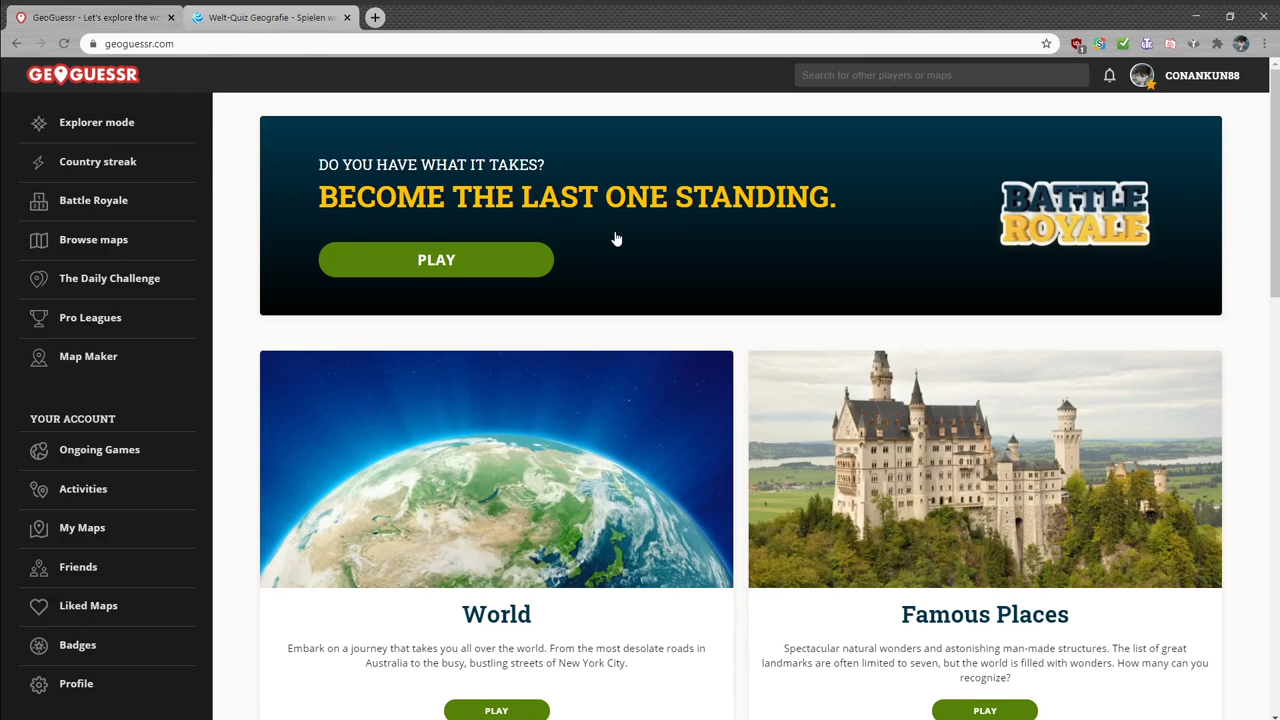 GeoGuessr - Let's explore the wo
Welt-Quiz Geografie - Spielen w
geoguessr.com
GEOGUESSR
Search for other players or maps
CONANKUN88
Explorer mode
Country streak
Battle Royale
Browse maps
The Daily Challenge
Pro Leagues
Map Maker
YOUR ACCOUNT
Ongoing Games
Activities
My Maps
Friends
Liked Maps
Badges
Profile
DO YOU HAVE WHAT IT TAKES?
BECOME THE LAST ONE STANDING.
PLAY
BATTLE
ROYALE
World
Embark on a journey that takes you all over the world. From the most desolate roads in
Australia to the busy, bustling streets of New York City.
PLAY
Famous Places
Spectacular natural wonders and astonishing man-made structures. The list of great
landmarks are often limited to seven, but the world is filled with wonders. How many can you
recognize?
PLAY